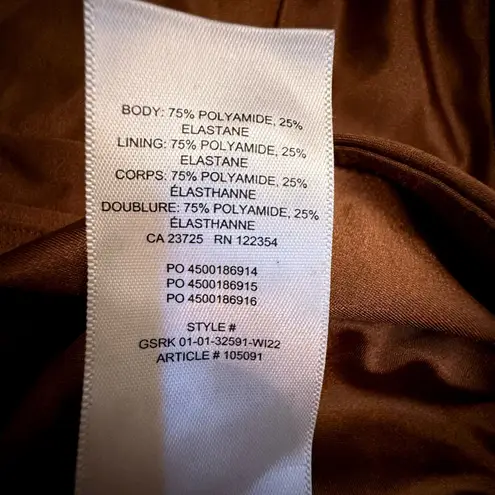 BODY: 75% POLYAMIDE, 25%
ELASTANE
LINING: 75% POLYAMIDE, 25%
ELASTANE
CORPS: 75% POLYAMIDE, 25%
ÉLASTHANNE
DOUBLURE: 75% POLYAMIDE, 25%
ÉLASTHANNE
CA 23725 RN 122354
PO 4500186914
PO 4500186915
PO 4500186916
STYLE #
GSRK 01-01-32591-WI22
ARTICLE # 105091